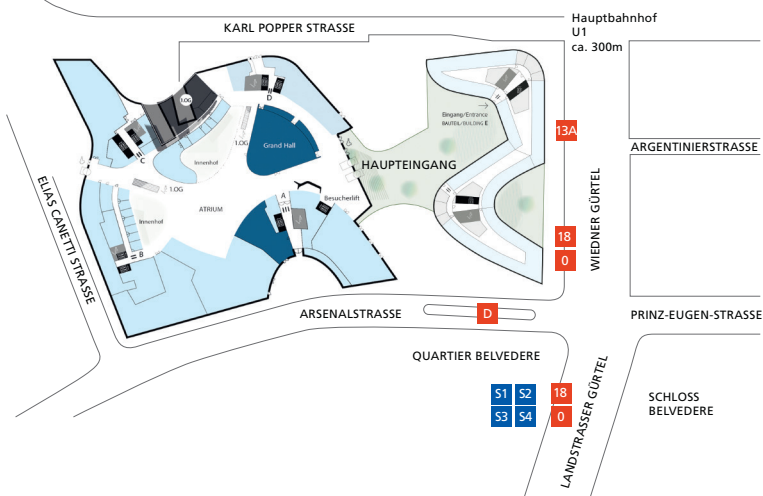 Hauptbahnhof
U1
ca. 300m
KARL POPPER STRASSE
1.OG
D
Eingang/Entrance
BAUTEIL/BUILDING E
13A
ARGENTINIERSTRASSE
Grand Hall
1.OG
C
Innenhof
HAUPTEINGANG
1.OG
ELIAS CANETTI STRASSE
A
Besucherlift
ATRIUM
Innenhof
B
WIEDNER GÜRTEL
18
0
ARSENALSTRASSE
D
PRINZ-EUGEN-STRASSE
QUARTIER BELVEDERE
S1 S2
S3 S4
18
0
LANDSTRASSER GÜRTEL
SCHLOSS
BELVEDERE